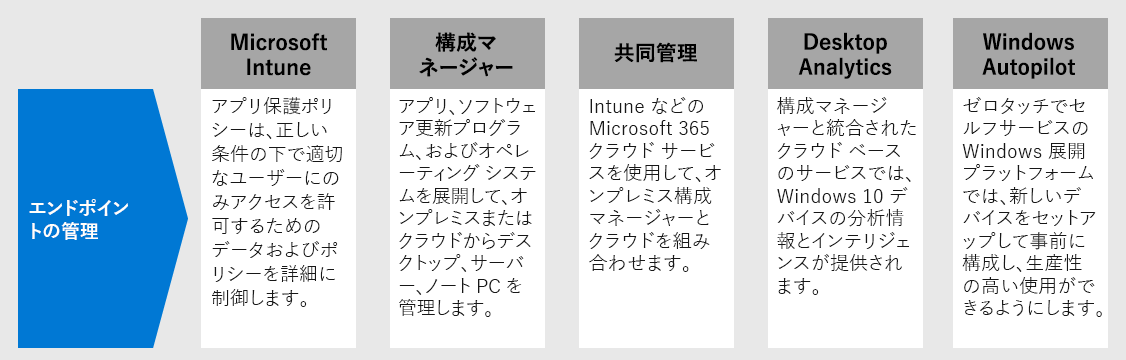 エンドポイン
トの管理
Microsoft
Intune
アプリ保護ポリ
シーは、正しい
条件の下で適切
なユーザーにの
みアクセスを許
可するための
データおよびポ
リシーを詳細に
制御します。
構成マ
ネージャー
アプリ、ソフトウェ
ア更新プログラ
ム、およびオペレ
ーティング システ
ムを展開して、オ
ンプレミスまたは
クラウドからデス
クトップ、サーバ
ー、ノート PC を
管理します。
共同管理
Intune などの
Microsoft 365
クラウド サービ
スを使用して、オ
ンプレミス構成
マネージャーと
クラウドを組み
合わせます。
Desktop
Analytics
構成マネージ
ャーと統合された
クラウド ベース
のサービスでは、
Windows 10 デ
バイスの分析情
報とインテリジェ
ンスが提供され
ます。
Windows
Autopilot
ゼロタッチでセ
ルフサービスの
Windows 展開
プラットフォーム
では、新しいデ
バイスをセットア
ップして事前に
構成し、生産性
の高い使用がで
きるようにします。